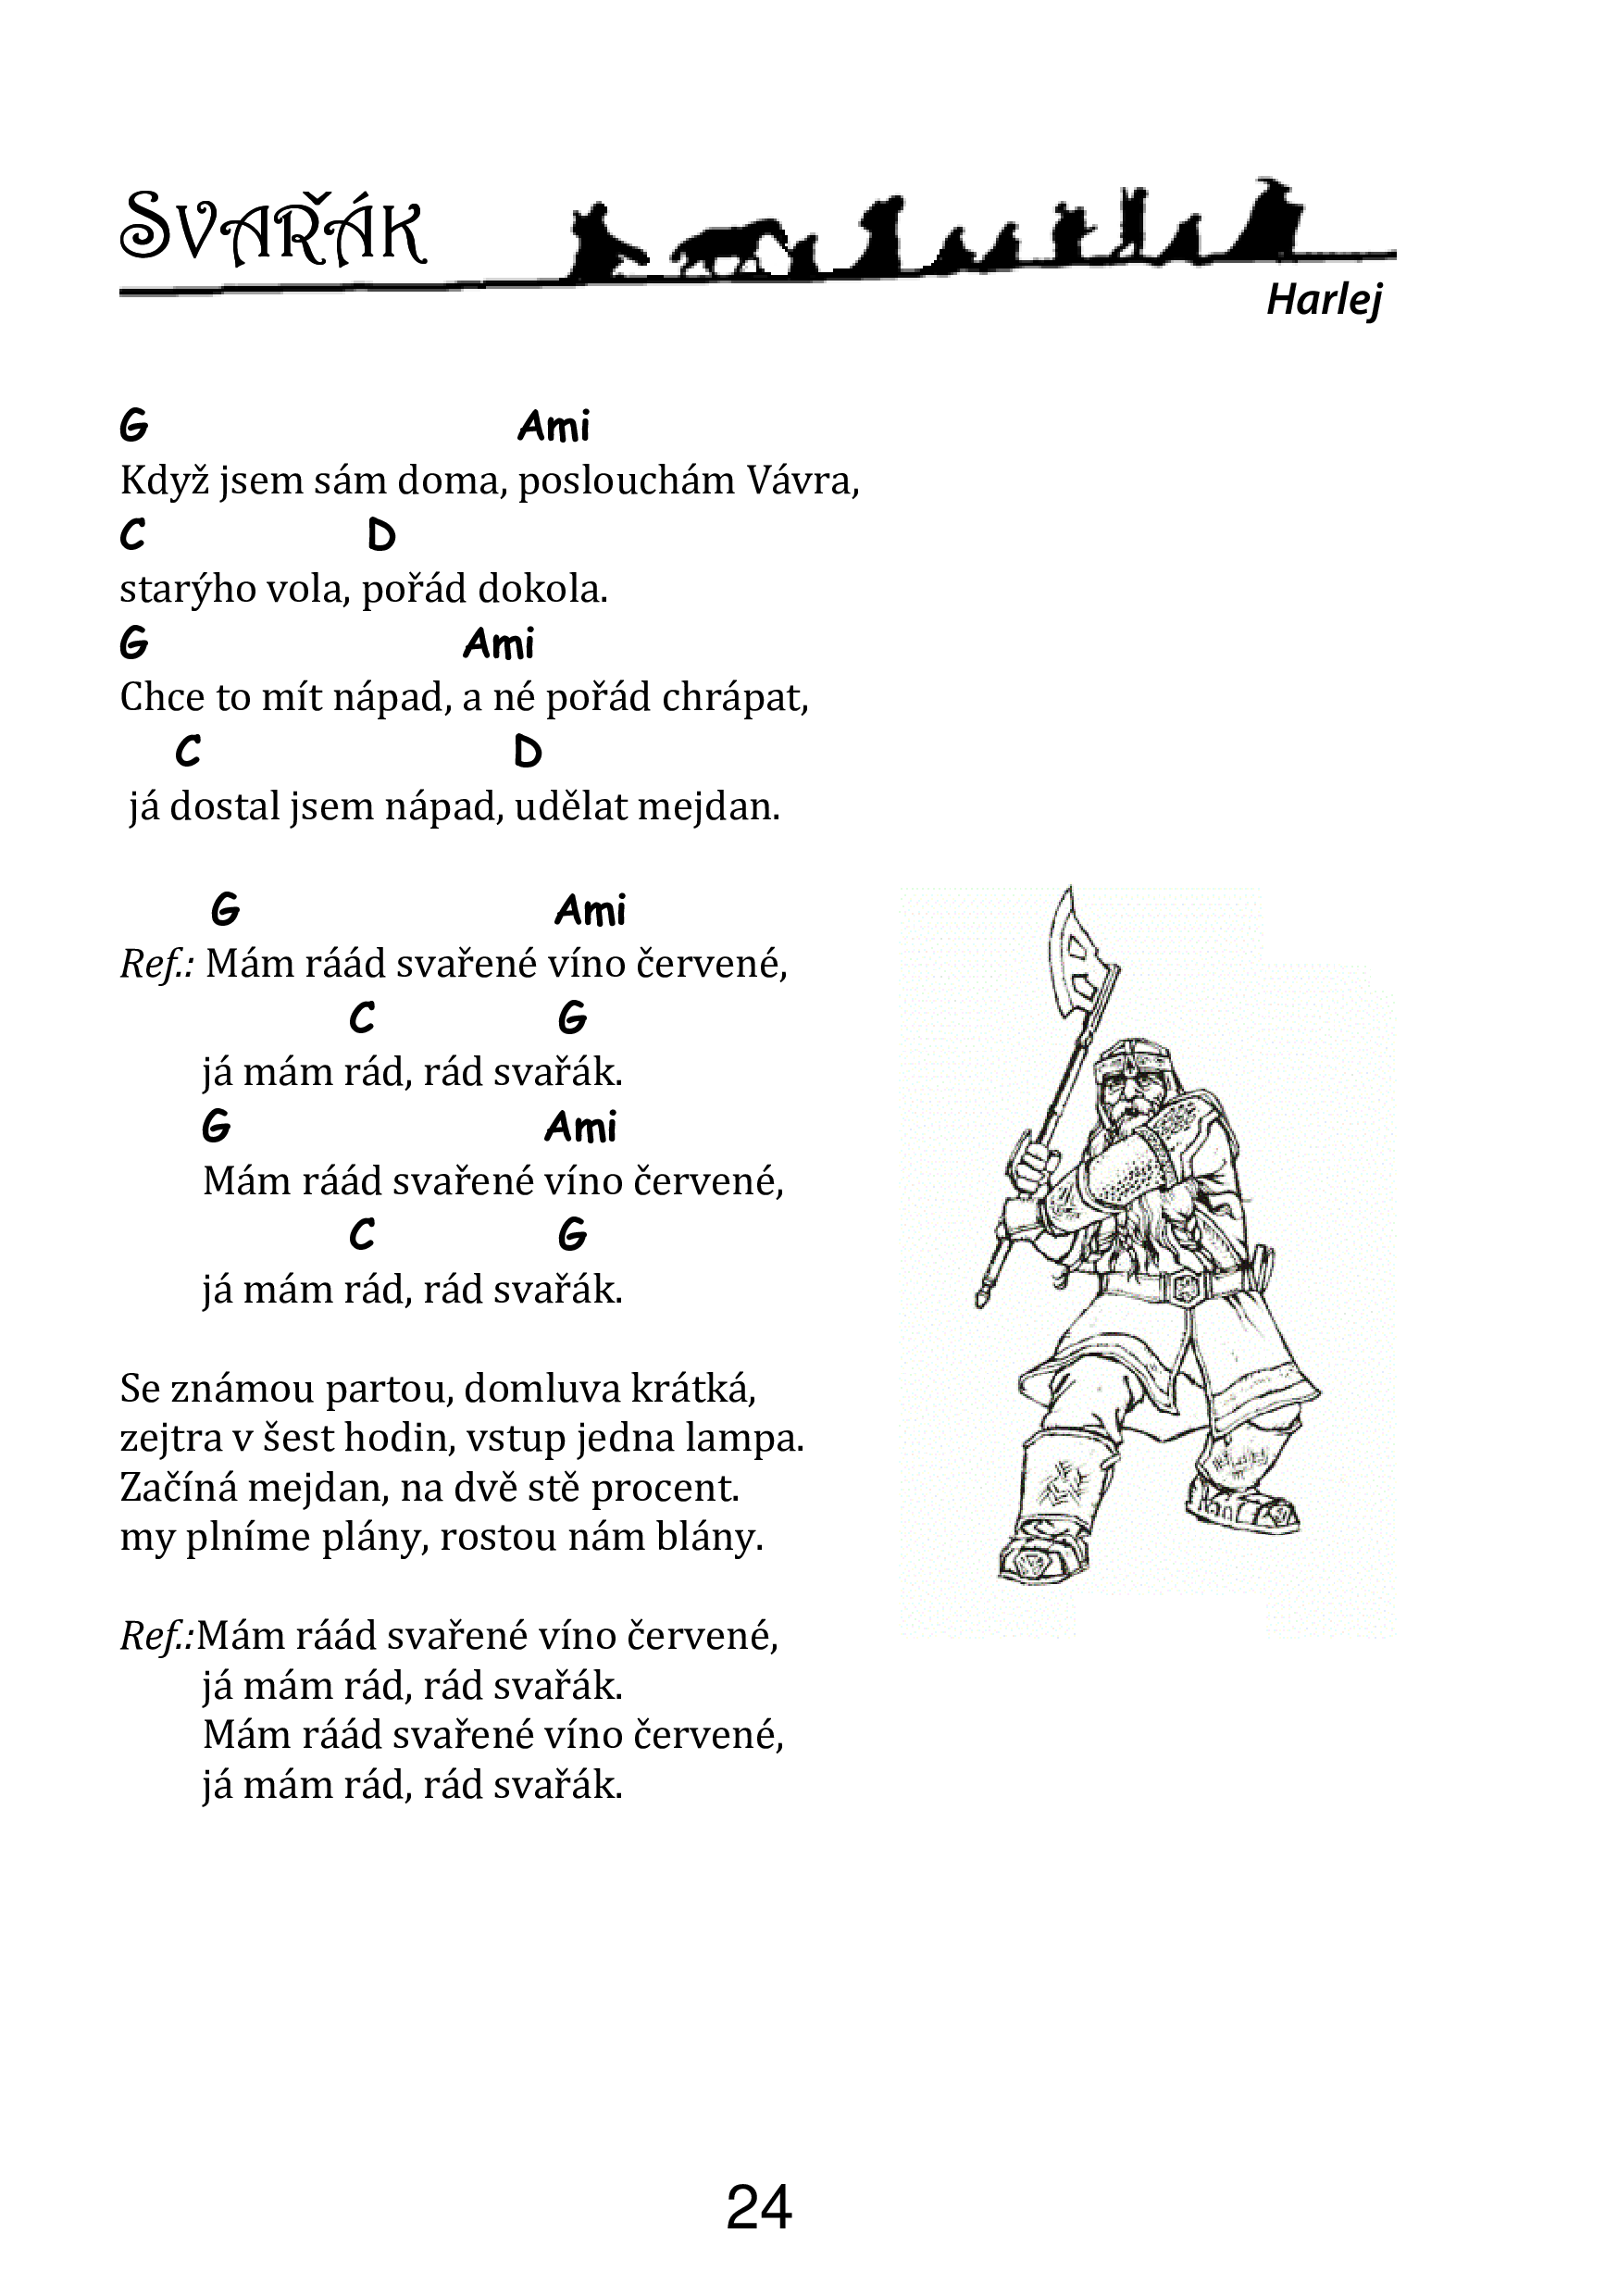 SVAŘÁK
Harlej
G Ami
Když jsem sám doma, poslouchám Vávra,
C D
starýho vola, pořád dokola.
G Ami
Chce to mít nápad, a né pořád chrápat,
C D
já dostal jsem nápad, udělat mejdan.
G Ami
Ref.: Mám ráád svařené víno červené,
C G
já mám rád, rád svařák.
G Ami
Mám ráád svařené víno červené,
C G
já mám rád, rád svařák.
Se známou partou, domluva krátká,
zejtra v šest hodin, vstup jedna lampa.
Začíná mejdan, na dvě stě procent.
my plníme plány, rostou nám blány.
Ref.:Mám ráád svařené víno červené,
já mám rád, rád svařák.
Mám ráád svařené víno červené,
já mám rád, rád svařák.
24